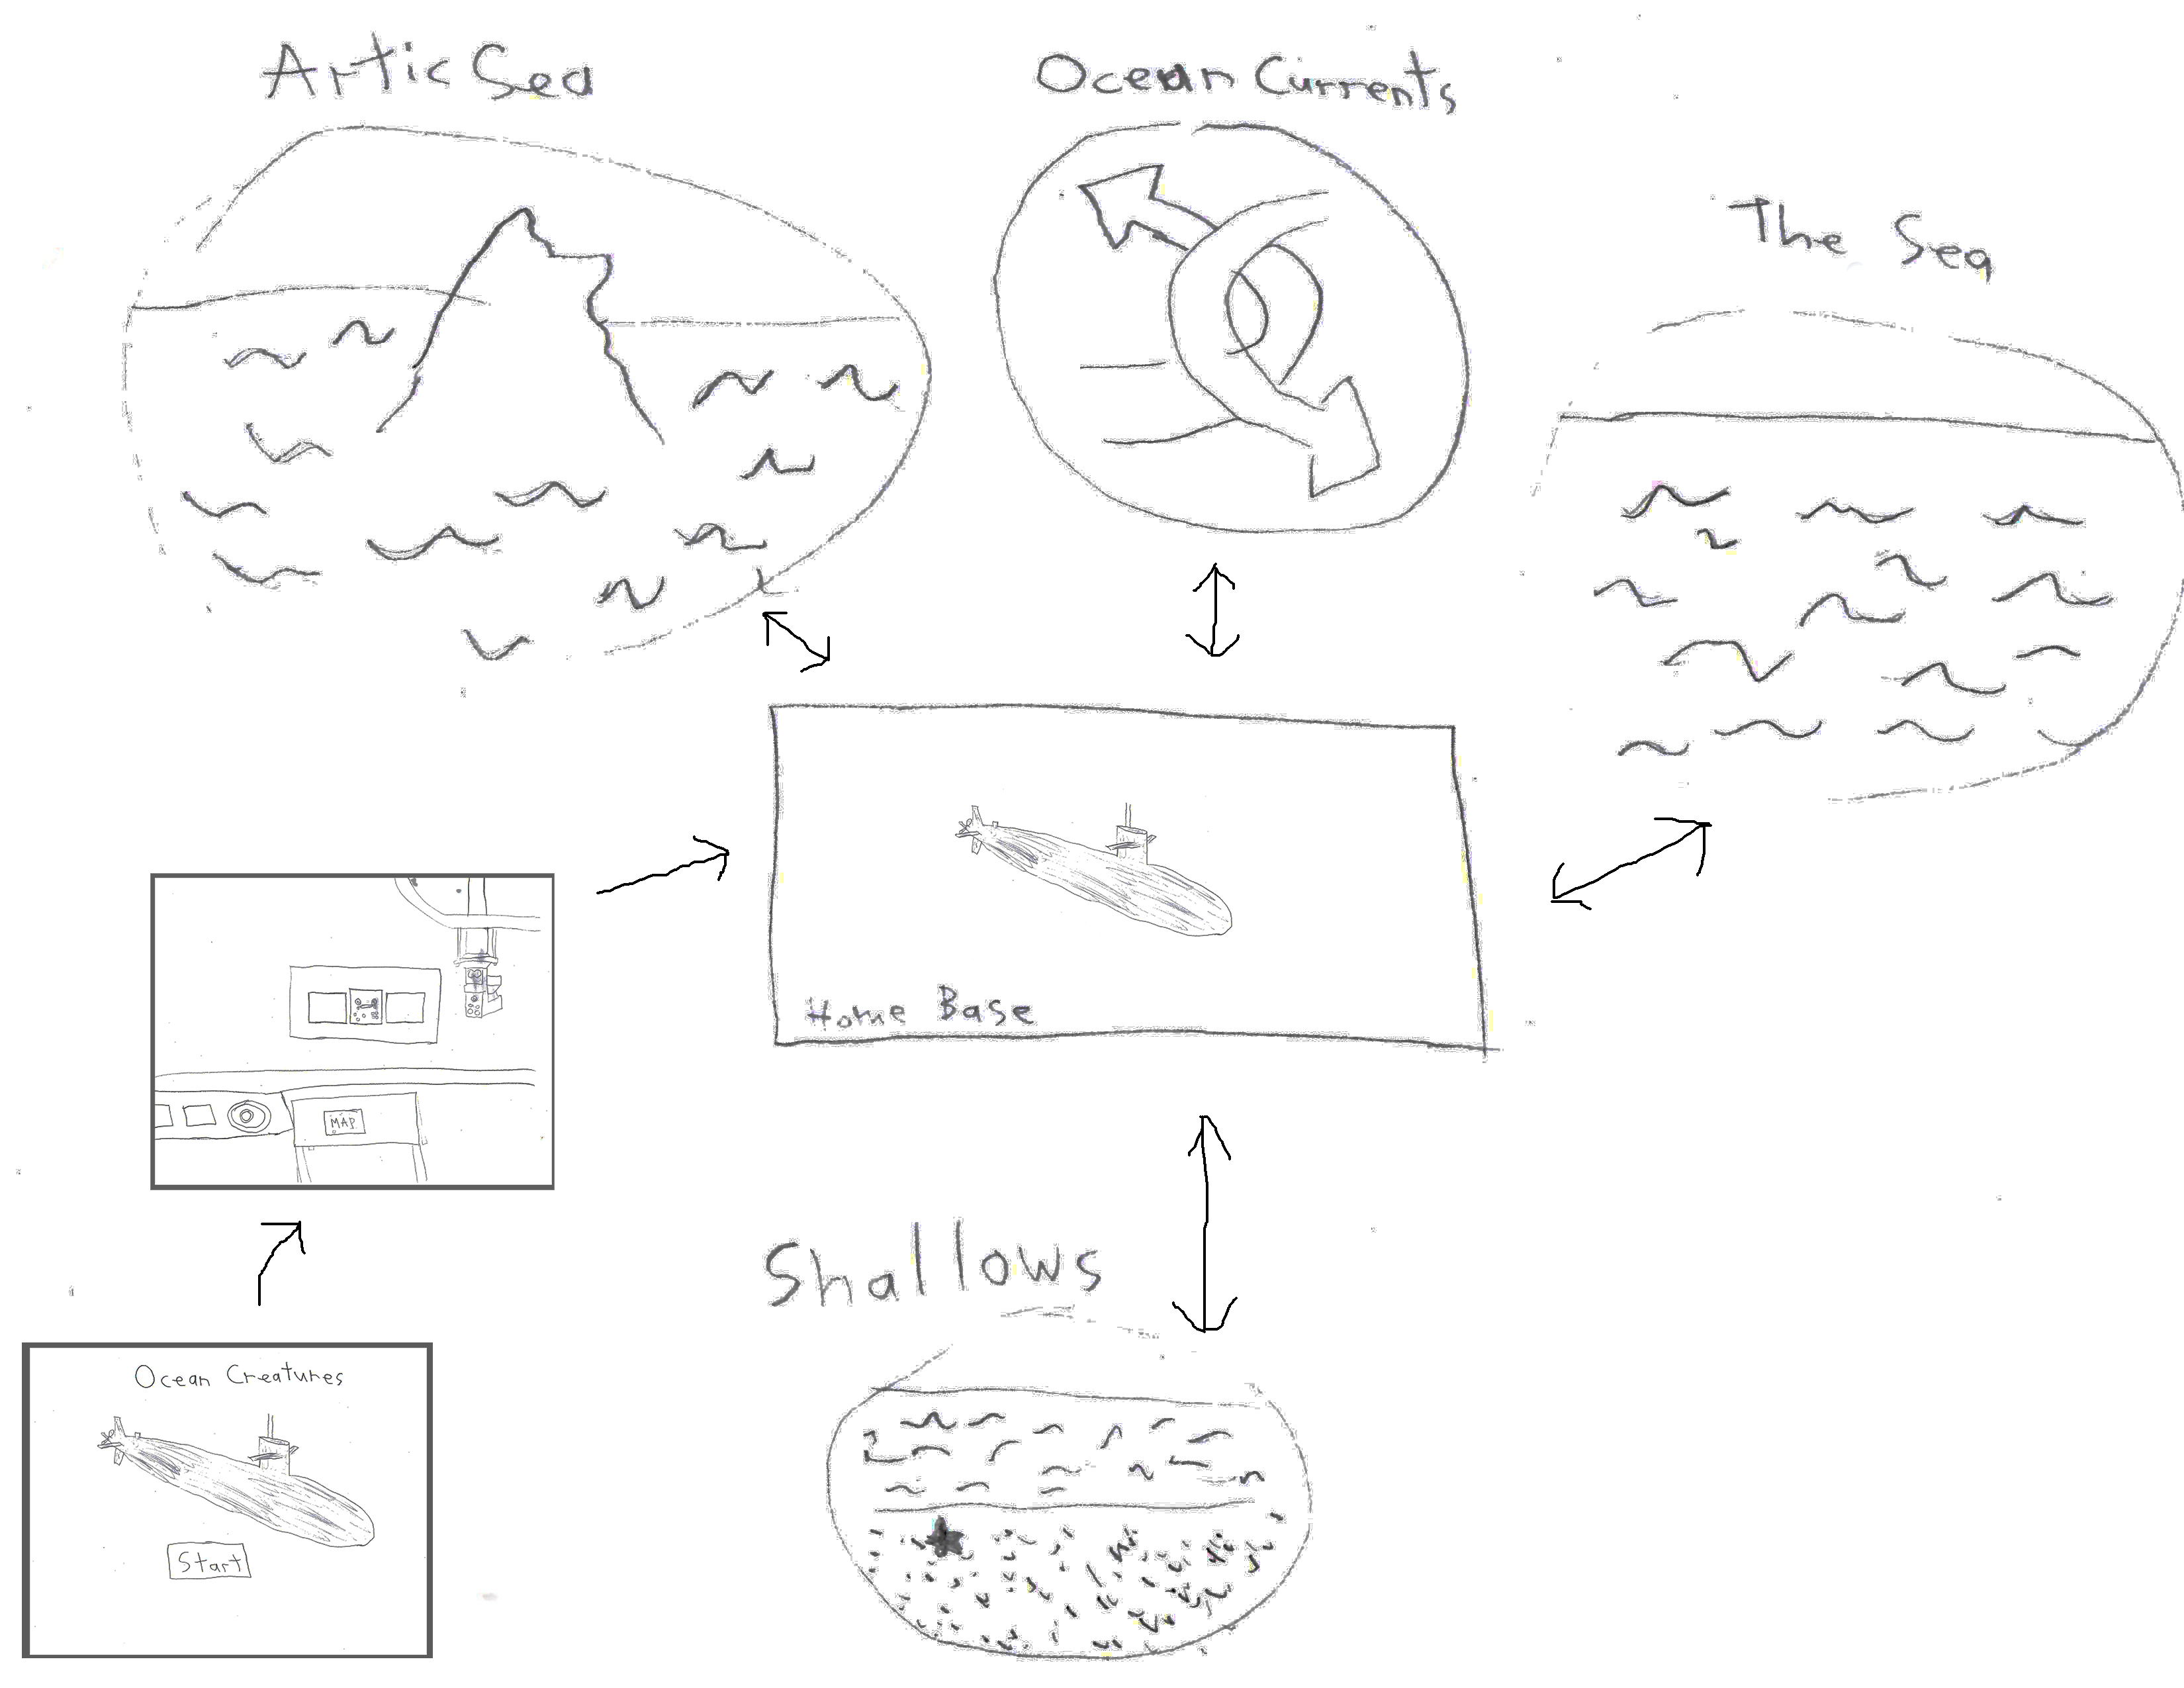 Artic Sea
Ocean Currents
The Sea
Home Base
MAP
Shallows
Ocean Creatures
Start